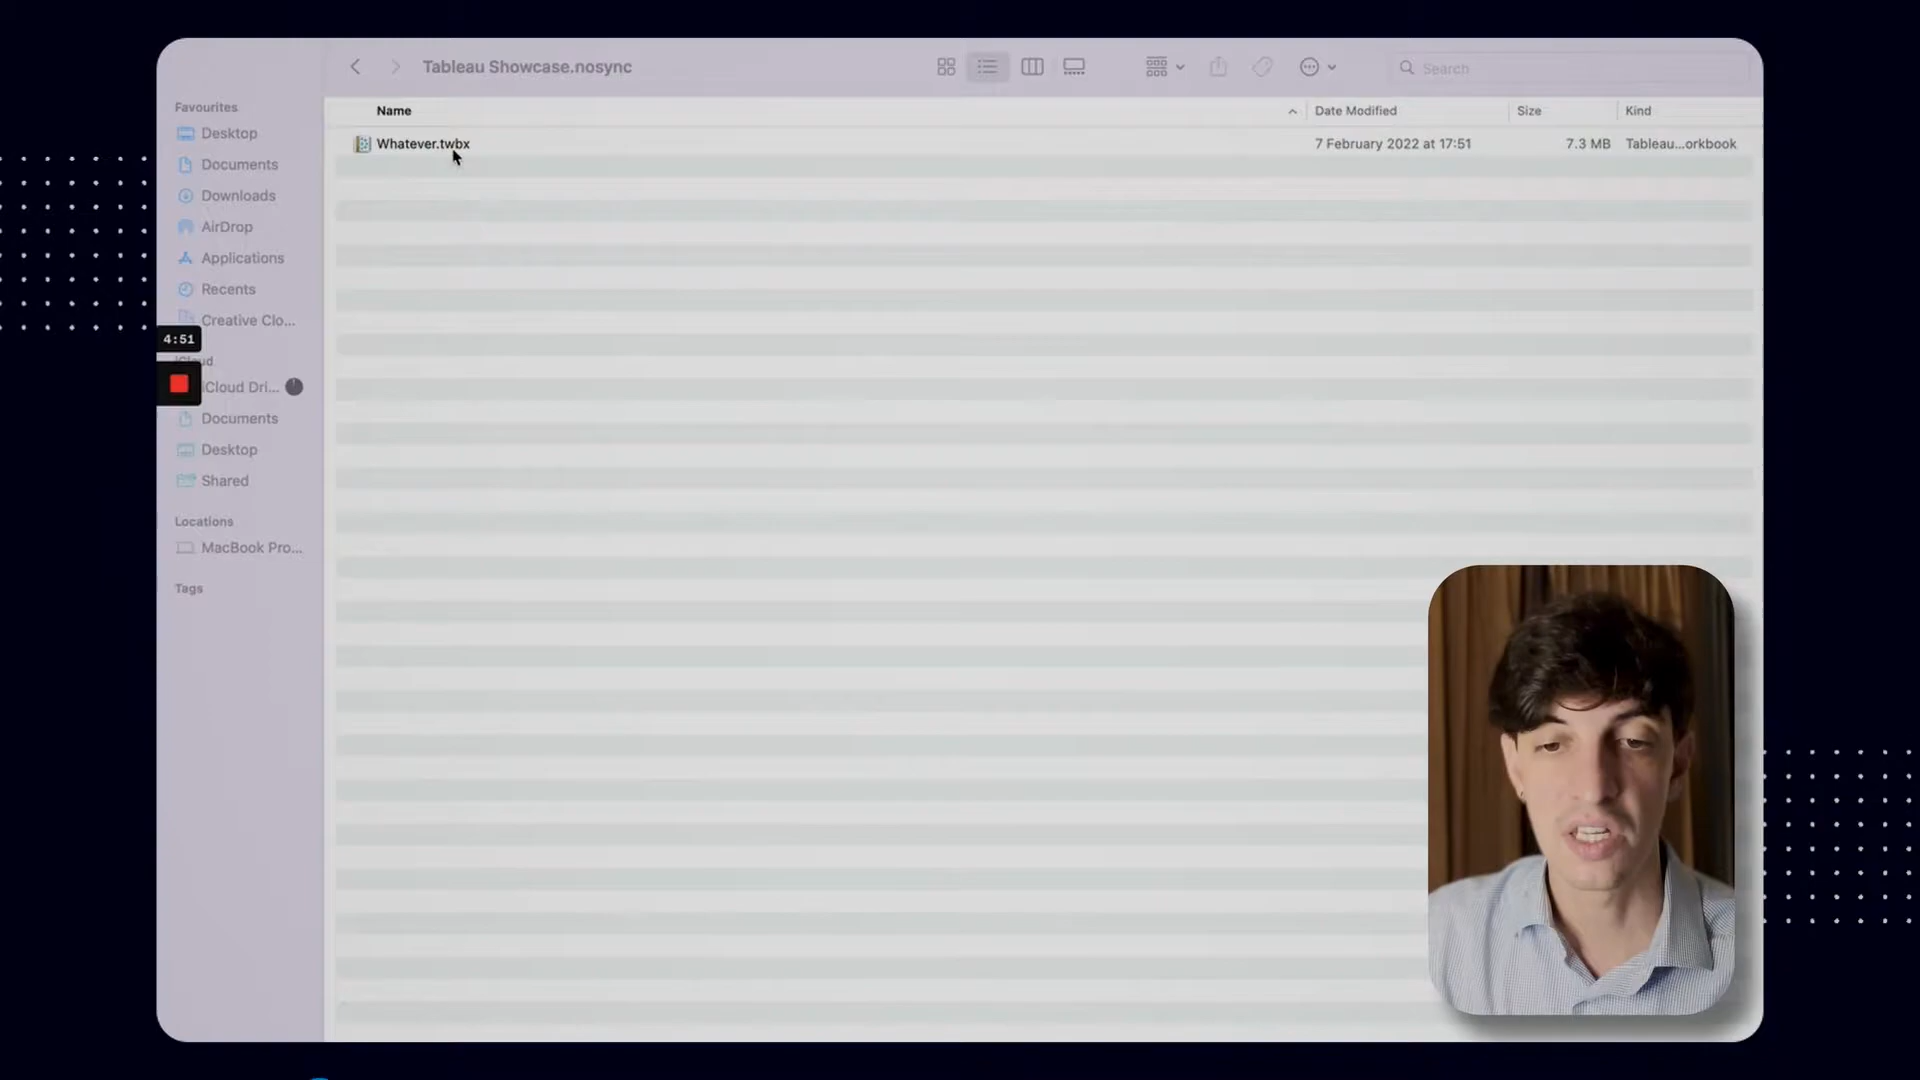 Tableau Showcase.nosync
Search
Favourites
Desktop
Documents
Downloads
AirDrop
Applications
Recents
Creative Clo...
4:51
iCloud
iCloud Dri...
Documents
Desktop
Shared
Locations
MacBook Pro...
Tags
Name
Date Modified
Size
Kind
Whatever.twbx
7 February 2022 at 17:51
7.3 MB
Tableau...orkbook